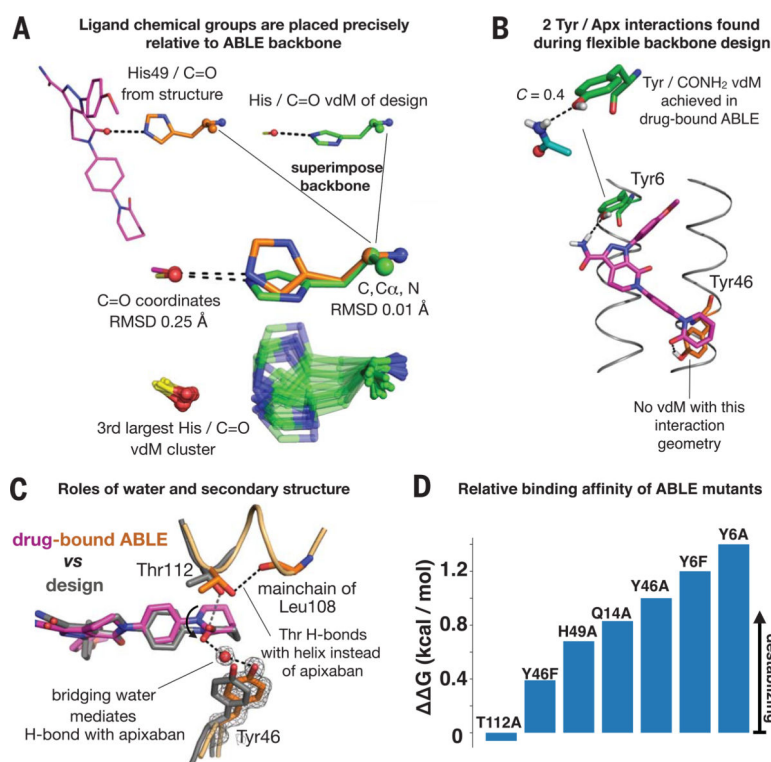 A
Ligand chemical groups are placed precisely
relative to ABLE backbone
His49 / C=O
from structure
His / C=O vdM of design
superimpose
backbone
C=O coordinates
RMSD 0.25 Å
C,Cα, N
RMSD 0.01 Å
3rd largest His / C=O
vdM cluster
B
2 Tyr / Apx interactions found
during flexible backbone design
C = 0.4
Tyr / CONH₂ vdM
achieved in
drug-bound ABLE
Tyr6
Tyr46
No vdM with this
interaction
geometry
C
Roles of water and secondary structure
drug-bound ABLE
vs
design
Thr112
mainchain of
Leu108
Thr H-bonds
with helix instead
of apixaban
bridging water
mediates
H-bond with apixaban
Tyr46
D
Relative binding affinity of ABLE mutants
ΔΔG (kcal / mol)
1.2
0.8
0.4
0
T112A
Y46F
H49A
Q14A
Y46A
Y6F
Y6A